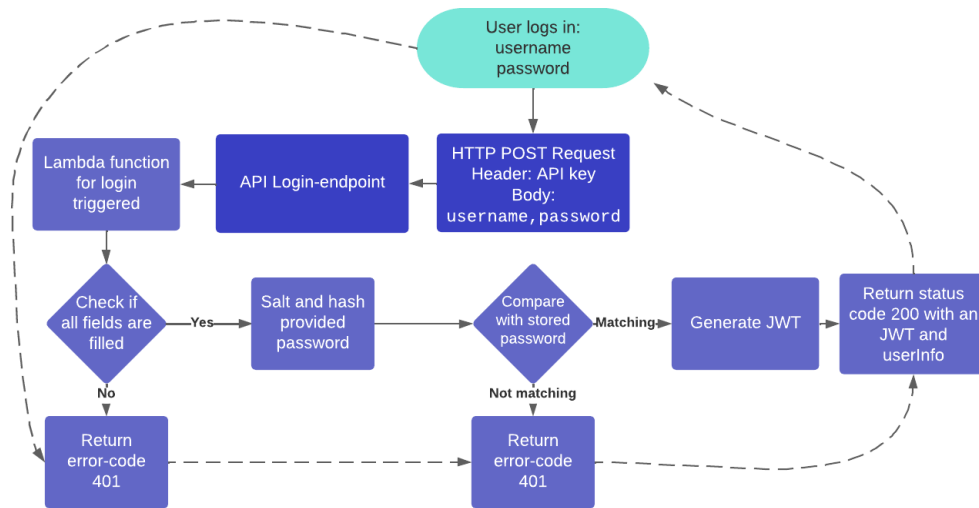 User logs in:
username
password
HTTP POST Request
Header: API key
Body:
username,password
API Login-endpoint
Lambda function
for login
triggered
Check if
all fields are
filled
Yes
Salt and hash
provided
password
Compare
with stored
password
Matching
Generate JWT
Return status
code 200 with an
JWT and
userInfo
No
Return
error-code
401
Not matching
Return
error-code
401